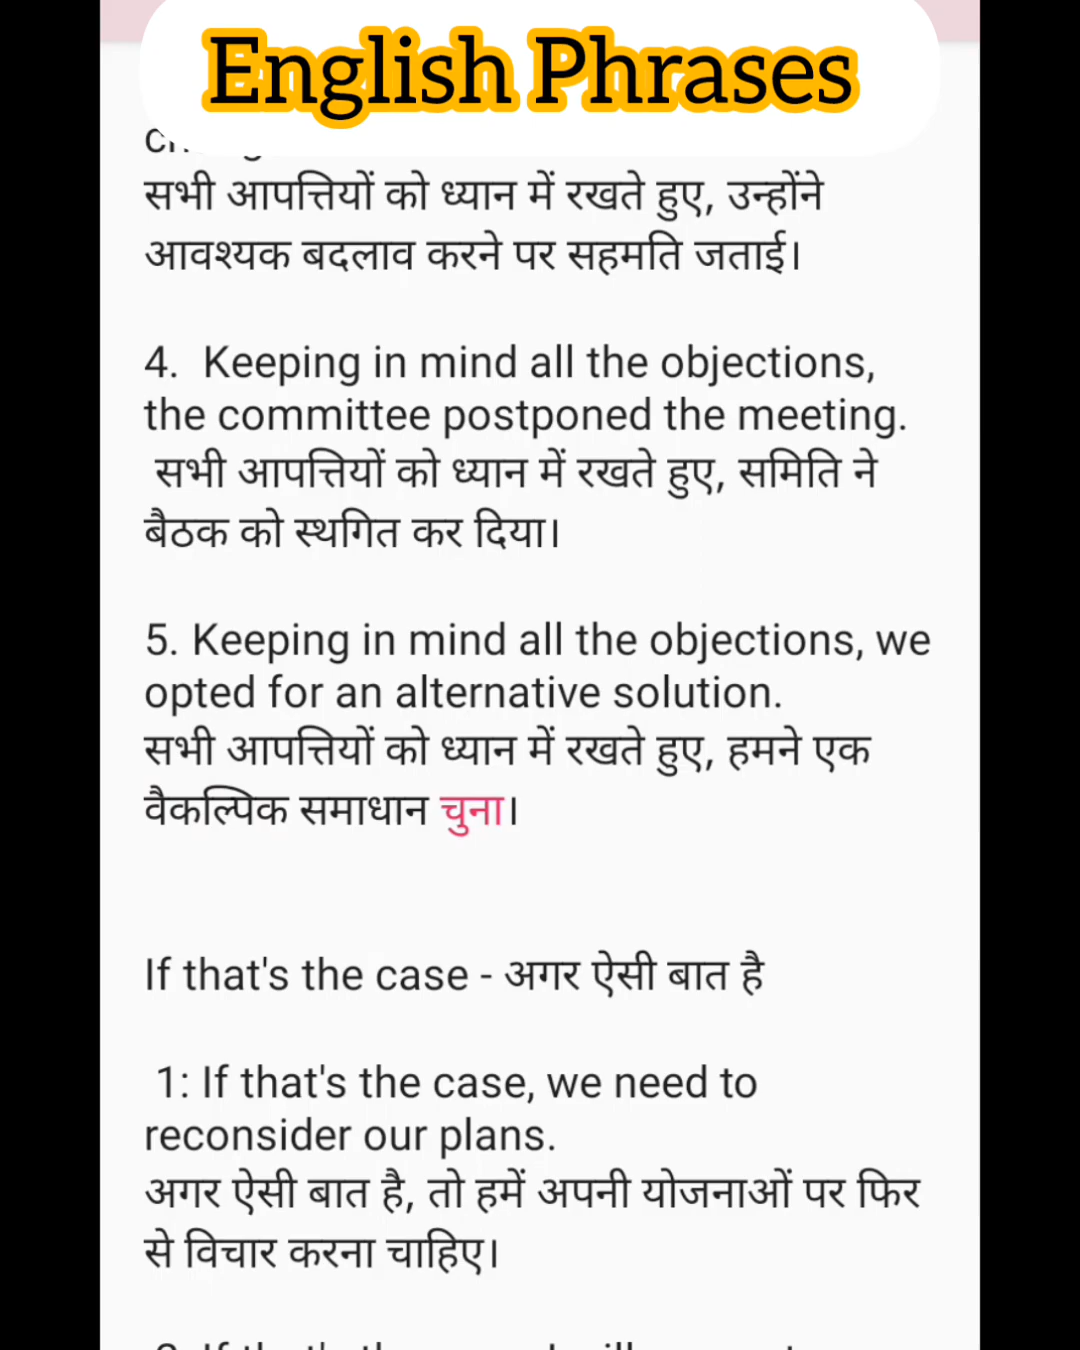 English Phrases
सभी आपत्तियों को ध्यान में रखते हुए, उन्होंने
आवश्यक बदलाव करने पर सहमति जताई।
4. Keeping in mind all the objections,
the committee postponed the meeting.
सभी आपत्तियों को ध्यान में रखते हुए, समिति ने
बैठक को स्थगित कर दिया।
5. Keeping in mind all the objections, we
opted for an alternative solution.
सभी आपत्तियों को ध्यान में रखते हुए, हमने एक
वैकल्पिक समाधान चुना।
If that's the case - अगर ऐसी बात है
1: If that's the case, we need to
reconsider our plans.
अगर ऐसी बात है, तो हमें अपनी योजनाओं पर फिर
से विचार करना चाहिए।